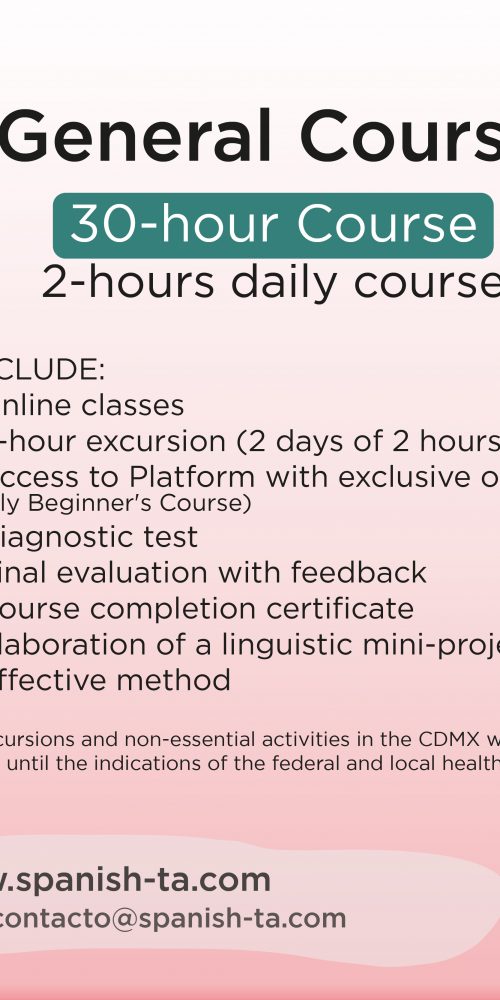 General Cours
30-hour Course
2-hours daily course
CLUDE:
nline classes
-hour excursion (2 days of 2 hours
ccess to Platform with exclusive o
ly Beginner's Course)
iagnostic test
inal evaluation with feedback
ourse completion certificate
laboration of a linguistic mini-proje
ffective method
cursions and non-essential activities in the CDMX w
until the indications of the federal and local health
w.spanish-ta.com
contacto@spanish-ta.com